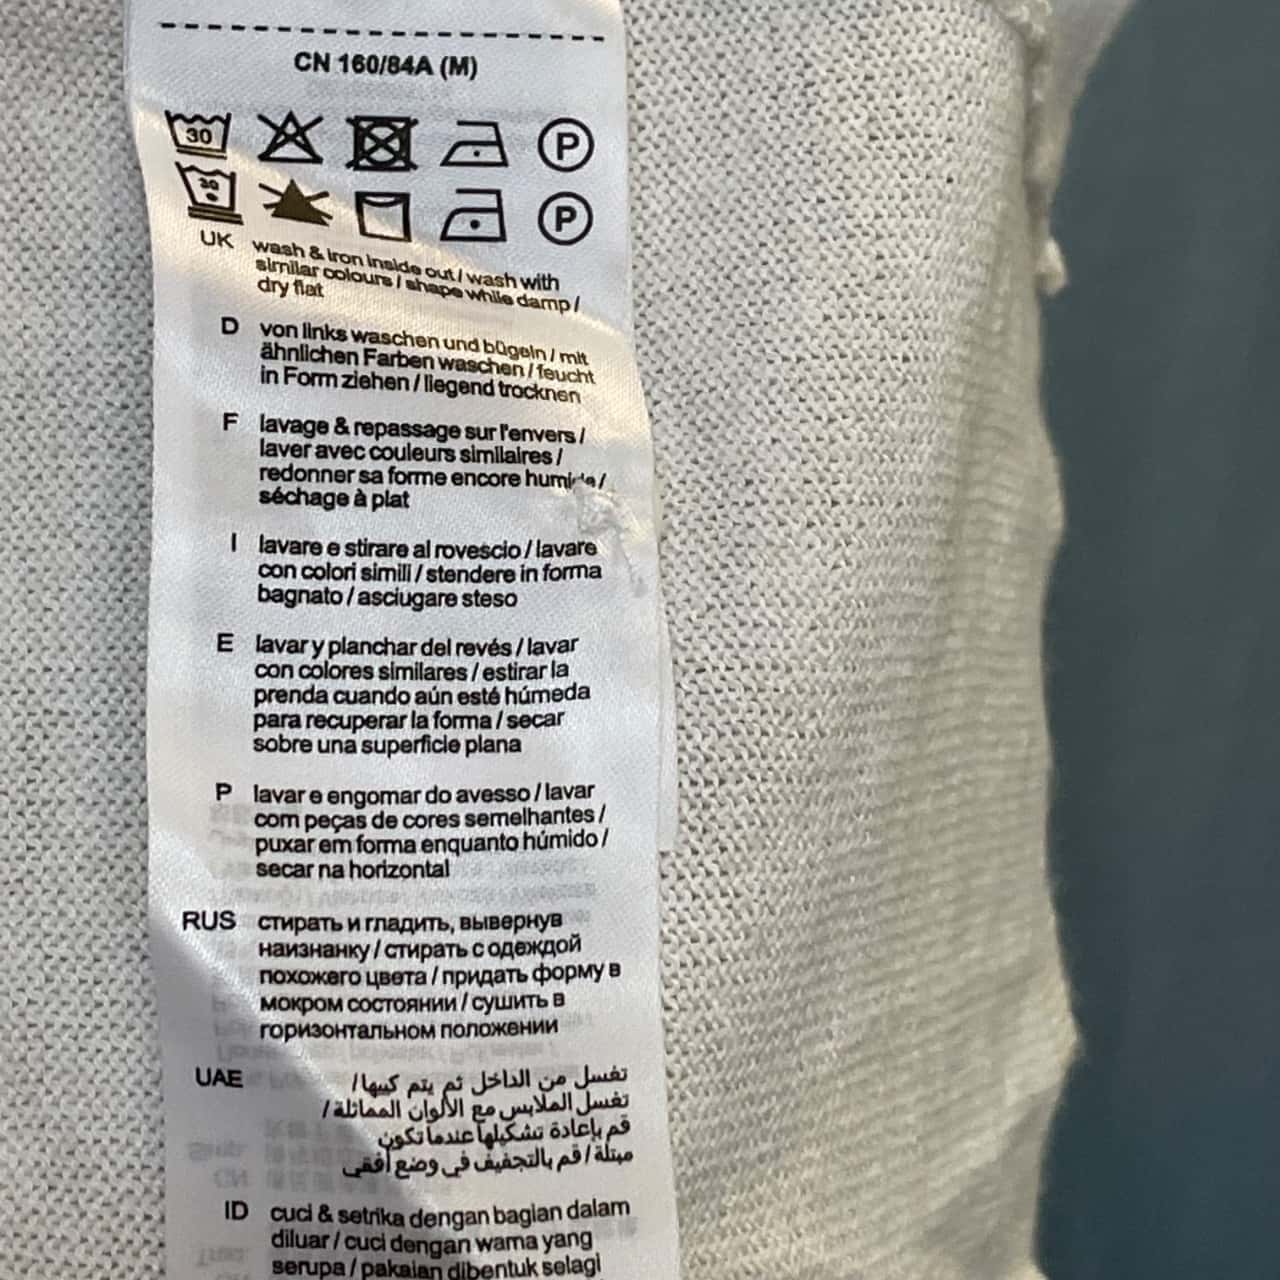 CN 160/84A (M)
30
P
30
P
UK wash & iron inside out / wash with
similar colours / shape while damp /
dry flat
D von links waschen und bügeln / mit
ähnlichen Farben waschen / feucht
in Form ziehen / liegend trocknen
F lavage & repassage sur l'envers /
laver avec couleurs similaires /
redonner sa forme encore humide /
séchage à plat
I lavare e stirare al rovescio / lavare
con colori simili / stendere in forma
bagnato / asciugare steso
E lavar y planchar del revés / lavar
con colores similares / estirar la
prenda cuando aún esté húmeda
para recuperar la forma / secar
sobre una superficie plana
P lavar e engomar do avesso / lavar
com peças de cores semelhantes /
puxar em forma enquanto húmido /
secar na horizontal
RUS стирать и гладить, вывернув
наизнанку / стирать с одеждой
похожего цвета / придать форму в
мокром состоянии / сушить в
горизонтальном положении
UAE تغسل من الداخل ثم يتم كيها /
تغسل الملابس مع الألوان المماثلة /
قم بإعادة تشكيلها عندما تكون
مبتلة / قم بالتجفيف في وضع أفقي
ID cuci & setrika dengan bagian dalam
diluar / cuci dengan warna yang
serupa / pakaian dibentuk selagi